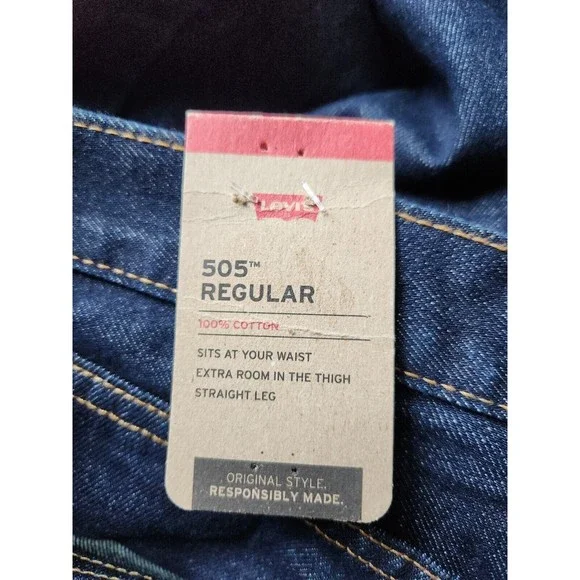 Levi's
505™
REGULAR
100% COTTON
SITS AT YOUR WAIST
EXTRA ROOM IN THE THIGH
STRAIGHT LEG
ORIGINAL STYLE.
RESPONSIBLY MADE.